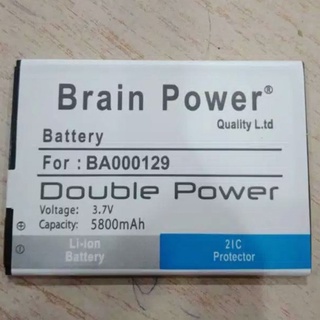 Brain Power®
Quality L.td
Battery
For : BA000129
Double Power
Voltage: 3.7V
Capacity: 5800mAh
Li-ion
Battery
2IC
Protector